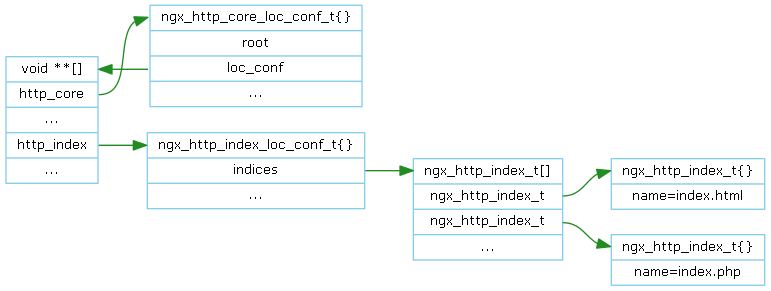 ngx_http_core_loc_conf_t{}
root
loc_conf
...
void **[]
http_core
...
http_index
...
ngx_http_index_loc_conf_t{}
indices
...
ngx_http_index_t[]
ngx_http_index_t
ngx_http_index_t
...
ngx_http_index_t{}
name=index.html
ngx_http_index_t{}
name=index.php